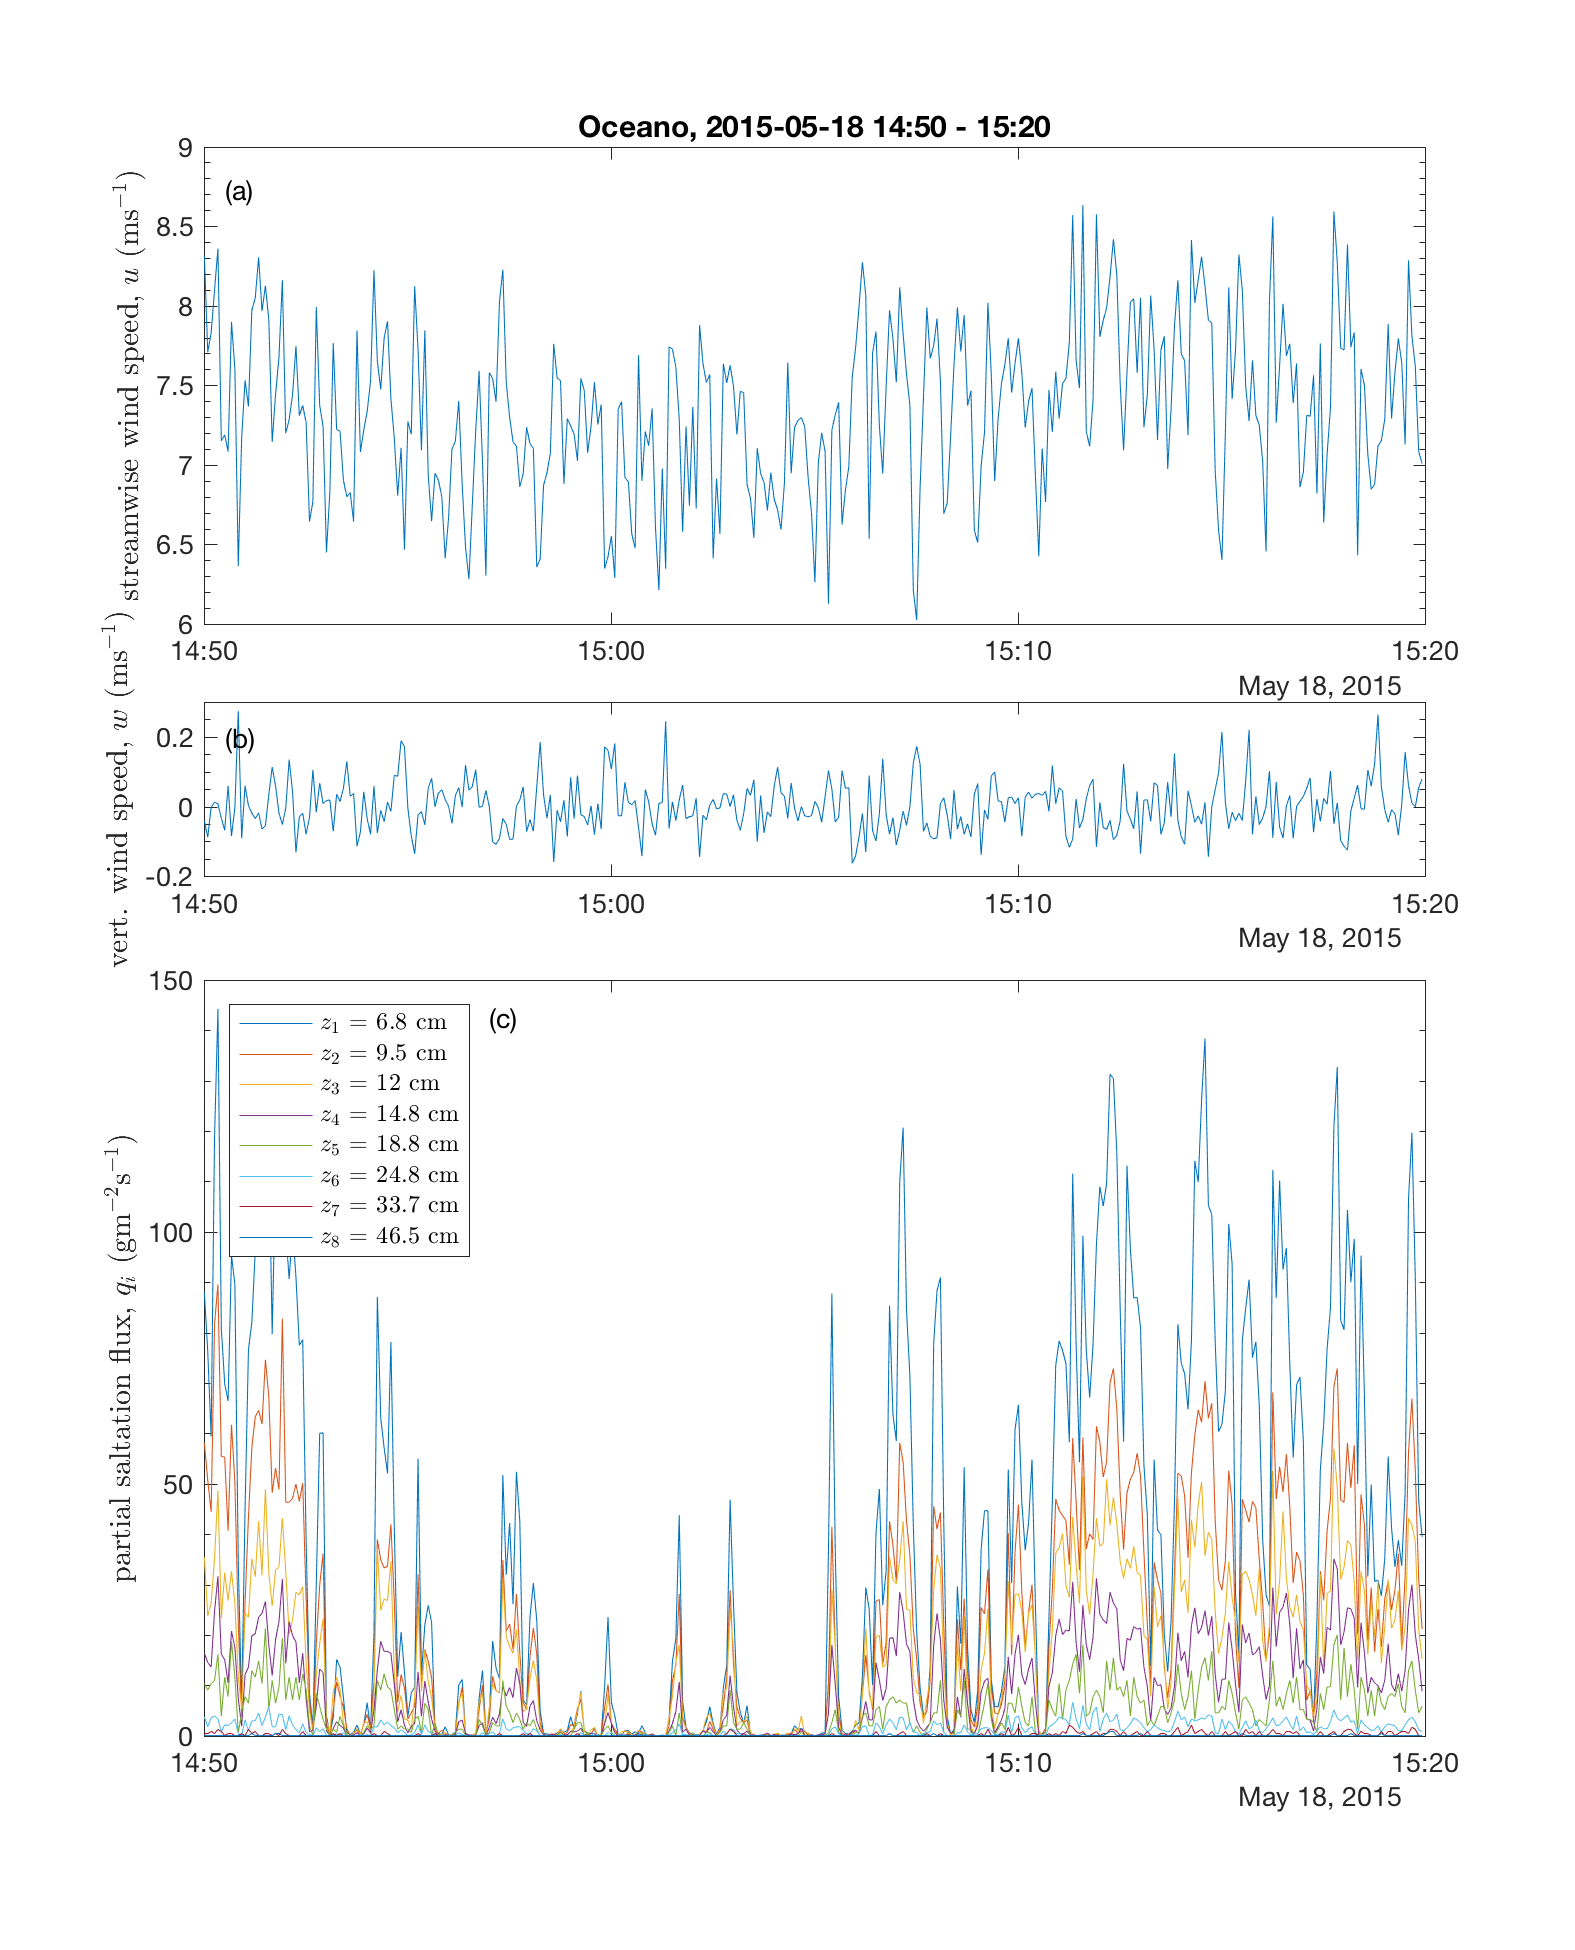 Oceano, 2015-05-18 14:50 - 15:20
(a)
streamwise wind speed, u (ms⁻¹)
9
8.5
8
7.5
7
6.5
6
14:50 15:00 15:10 15:20
May 18, 2015
(b)
vert. wind speed, w (ms⁻¹)
0.2
0
-0.2
14:50 15:00 15:10 15:20
May 18, 2015
(c)
partial saltation flux, qᵢ (gm⁻²s⁻¹)
150
100
50
0
z₁ = 6.8 cm
z₂ = 9.5 cm
z₃ = 12 cm
z₄ = 14.8 cm
z₅ = 18.8 cm
z₆ = 24.8 cm
z₇ = 33.7 cm
z₈ = 46.5 cm
14:50 15:00 15:10 15:20
May 18, 2015